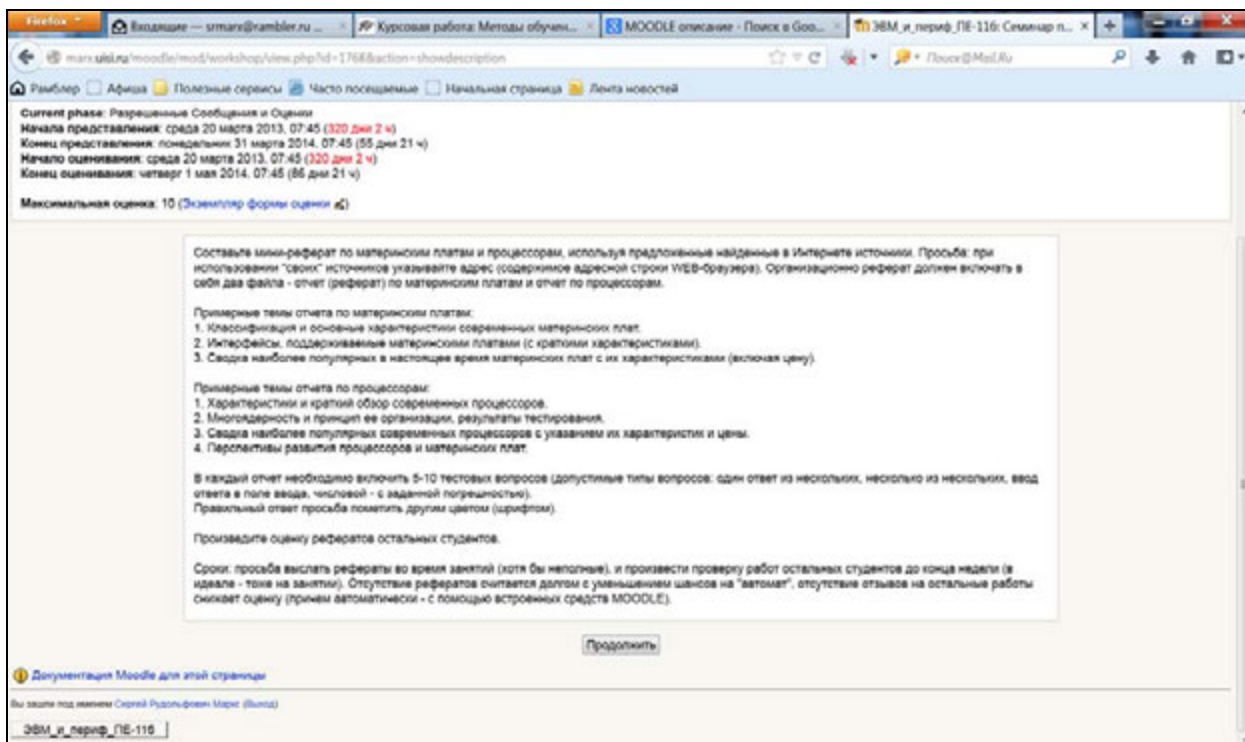 Firefox
Входящие — srmarx@rambler.ru ...
Курсовая работа: Методы обучен...
MOODLE описание - Поиск в Goo...
ЭВМ_и_периф_ПЕ-116: Семинар п...
marx.uisi.ru/moodle/mod/workshop/view.php?id=1768&action=showdescription
Поиск@Mail.Ru
Рамблер Афиша Полезные сервисы Часто посещаемые Начальная страница Лента новостей
Current phase: Разрешенные Сообщения и Оценки
Начала представления: среда 20 марта 2013, 07:45 (320 дни 2 ч)
Конец представления: понедельник 31 марта 2014, 07:45 (55 дни 21 ч)
Начало оценивания: среда 20 марта 2013, 07:45 (320 дни 2 ч)
Конец оценивания: четверг 1 мая 2014, 07:45 (86 дни 21 ч)
Максимальная оценка: 10 (Экземпляр формы оценки)
Составьте мини-реферат по материнским платам и процессорам, используя предложенные найденные в Интернете источники. Просьба: при
использовании "своих" источников указывайте адрес (содержимое адресной строки WEB-браузера). Организационно реферат должен включать в
себя два файла - отчет (реферат) по материнским платам и отчет по процессорам.
Примерные темы отчета по материнским платам:
1. Классификация и основные характеристики современных материнских плат.
2. Интерфейсы, поддерживаемые материнскими платами (с краткими характеристиками).
3. Сводка наиболее популярных в настоящее время материнских плат с их характеристиками (включая цену).
Примерные темы отчета по процессорам:
1. Характеристики и краткий обзор современных процессоров.
2. Многоядерность и принцип ее организации, результаты тестирования.
3. Сводка наиболее популярных современных процессоров с указанием их характеристик и цены.
4. Перспективы развития процессоров и материнских плат.
В каждый отчет необходимо включить 5-10 тестовых вопросов (допустимые типы вопросов: один ответ из нескольких, несколько из нескольких, ввод
ответа в поле ввода, числовой - с заданной погрешностью).
Правильный ответ просьба пометить другим цветом (шрифтом).
Произведите оценку рефератов остальных студентов.
Сроки: просьба выслать рефераты во время занятий (хотя бы неполные), и произвести проверку работ остальных студентов до конца недели (в
идеале - тоже на занятии). Отсутствие рефератов считается долгом с уменьшением шансов на "автомат", отсутствие отзывов на остальные работы
снижает оценку (причем автоматически - с помощью встроенных средств MOODLE).
Продолжить
Документация Moodle для этой страницы
Вы зашли под именем Сергей Рудольфович Маркс (Выход)
ЭВМ_и_периф_ПЕ-116